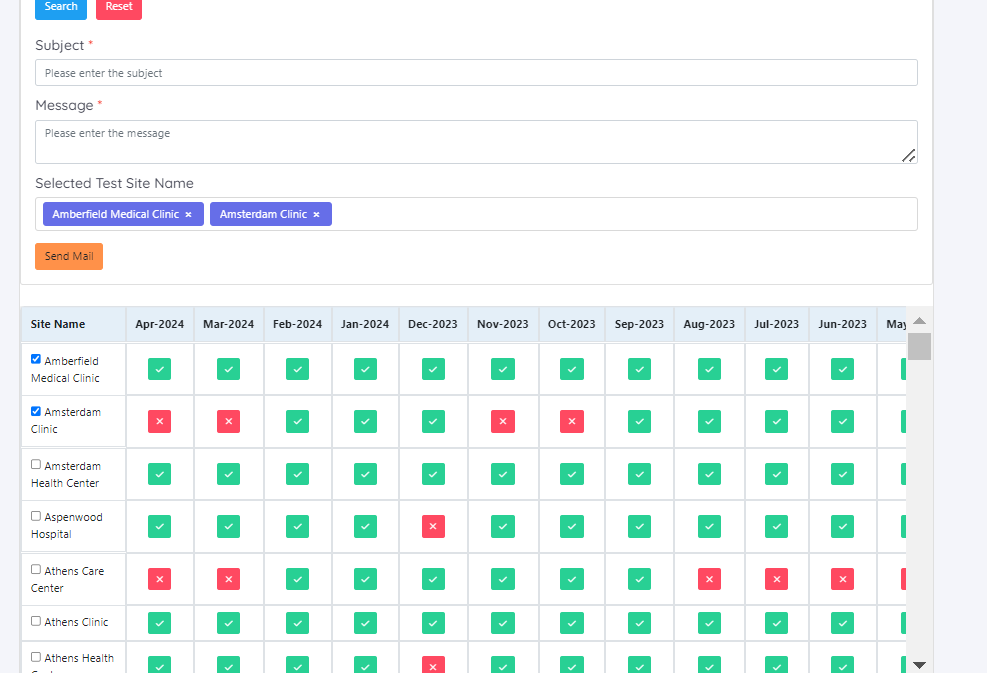 Search Reset
Subject *
Please enter the subject
Message *
Please enter the message
Selected Test Site Name
Amberfield Medical Clinic × Amsterdam Clinic ×
Send Mail
Site Name Apr-2024 Mar-2024 Feb-2024 Jan-2024 Dec-2023 Nov-2023 Oct-2023 Sep-2023 Aug-2023 Jul-2023 Jun-2023 May
Amberfield
Medical Clinic
Amsterdam
Clinic
Amsterdam
Health Center
Aspenwood
Hospital
Athens Care
Center
Athens Clinic
Athens Health